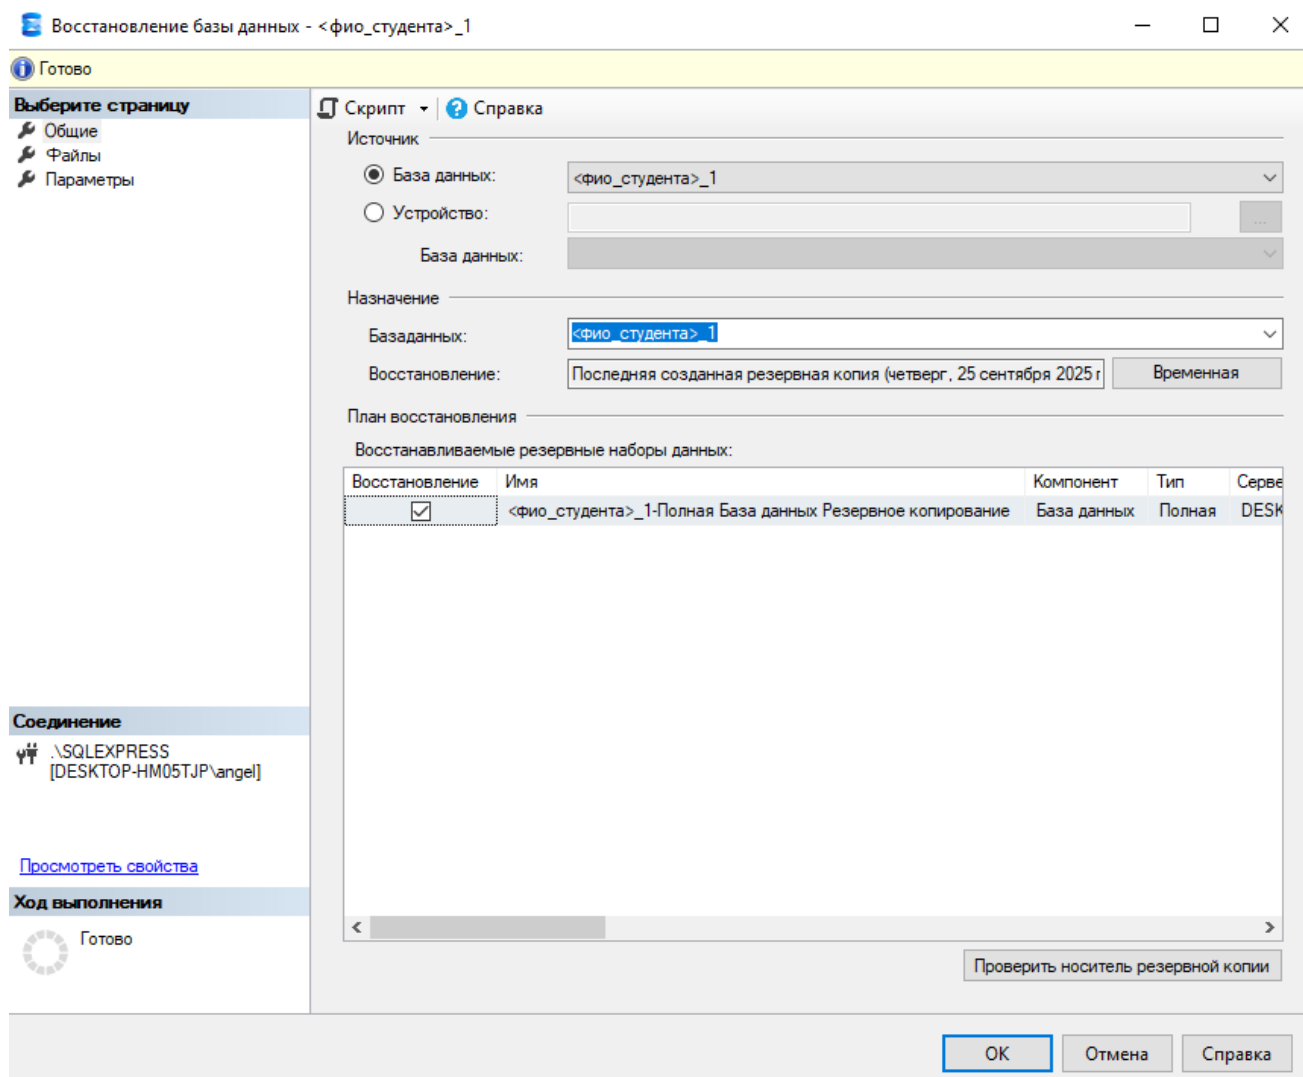 Восстановление базы данных - <фио_студента>_1
Готово
Выберите страницу
Общие
Файлы
Параметры
Скрипт
Справка
Источник
База данных:
<фио_студента>_1
Устройство:
...
База данных:
Назначение
Базаданных:
<фио_студента>_1
Восстановление:
Последняя созданная резервная копия (четверг, 25 сентября 2025 г
Временная
План восстановления
Восстанавливаемые резервные наборы данных:
Восстановление Имя Компонент Тип Серве
<фио_студента>_1-Полная База данных Резервное копирование База данных Полная DESK
Соединение
.\SQLEXPRESS
[DESKTOP-HM05TJP\angel]
Просмотреть свойства
Ход выполнения
Готово
Проверить носитель резервной копии
ОК
Отмена
Справка